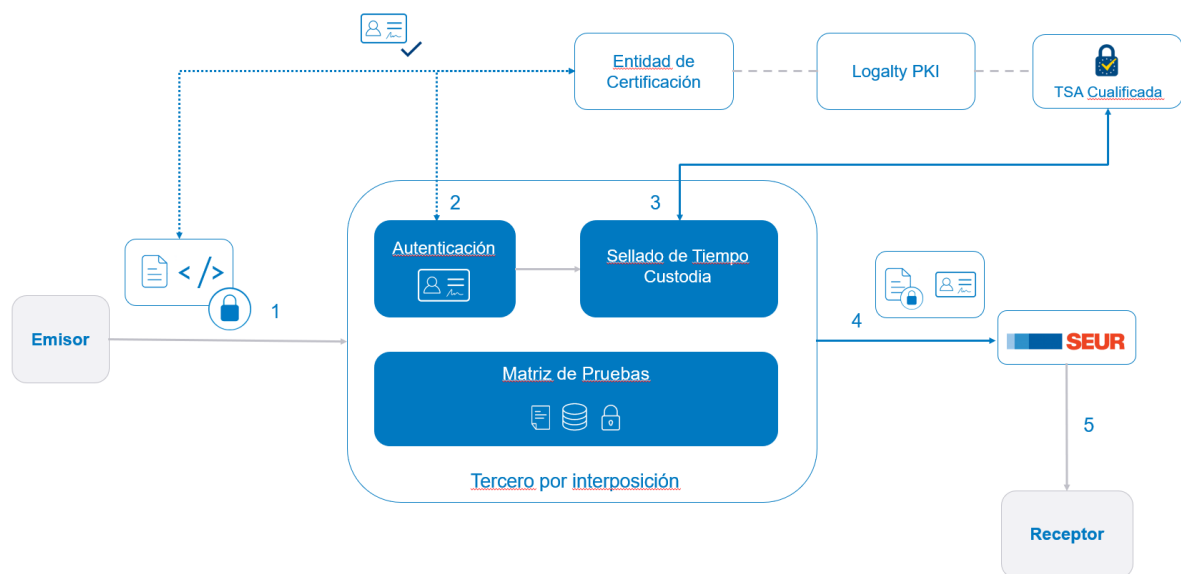 Entidad de
Certificación
Logalty PKI
TSA Cualificada
2
3
Autenticación
Sellado de Tiempo
Custodia
</>
1
Emisor
4
SEUR
Matriz de Pruebas
5
Tercero por interposición
Receptor